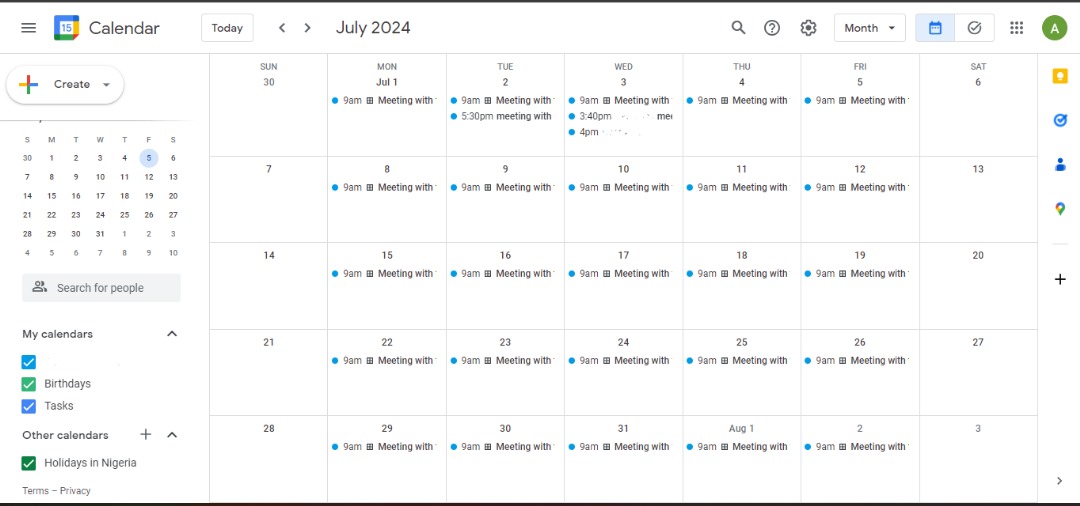 15 Calendar Today July 2024 Month A
Create
S M T W T F S
30 1 2 3 4 5 6
7 8 9 10 11 12 13
14 15 16 17 18 19 20
21 22 23 24 25 26 27
28 29 30 31 1 2 3
4 5 6 7 8 9 10
Search for people
My calendars
Birthdays
Tasks
Other calendars
Holidays in Nigeria
Terms – Privacy
SUN MON TUE WED THU FRI SAT
30 Jul 1 2 3 4 5 6
9am Meeting with 9am Meeting with 9am Meeting with 9am Meeting with 9am Meeting with
5:30pm meeting with 3:40pm
4pm
7 8 9 10 11 12 13
9am Meeting with 9am Meeting with 9am Meeting with 9am Meeting with 9am Meeting with
14 15 16 17 18 19 20
9am Meeting with 9am Meeting with 9am Meeting with 9am Meeting with 9am Meeting with
21 22 23 24 25 26 27
9am Meeting with 9am Meeting with 9am Meeting with 9am Meeting with 9am Meeting with
28 29 30 31 Aug 1 2 3
9am Meeting with 9am Meeting with 9am Meeting with 9am Meeting with 9am Meeting with